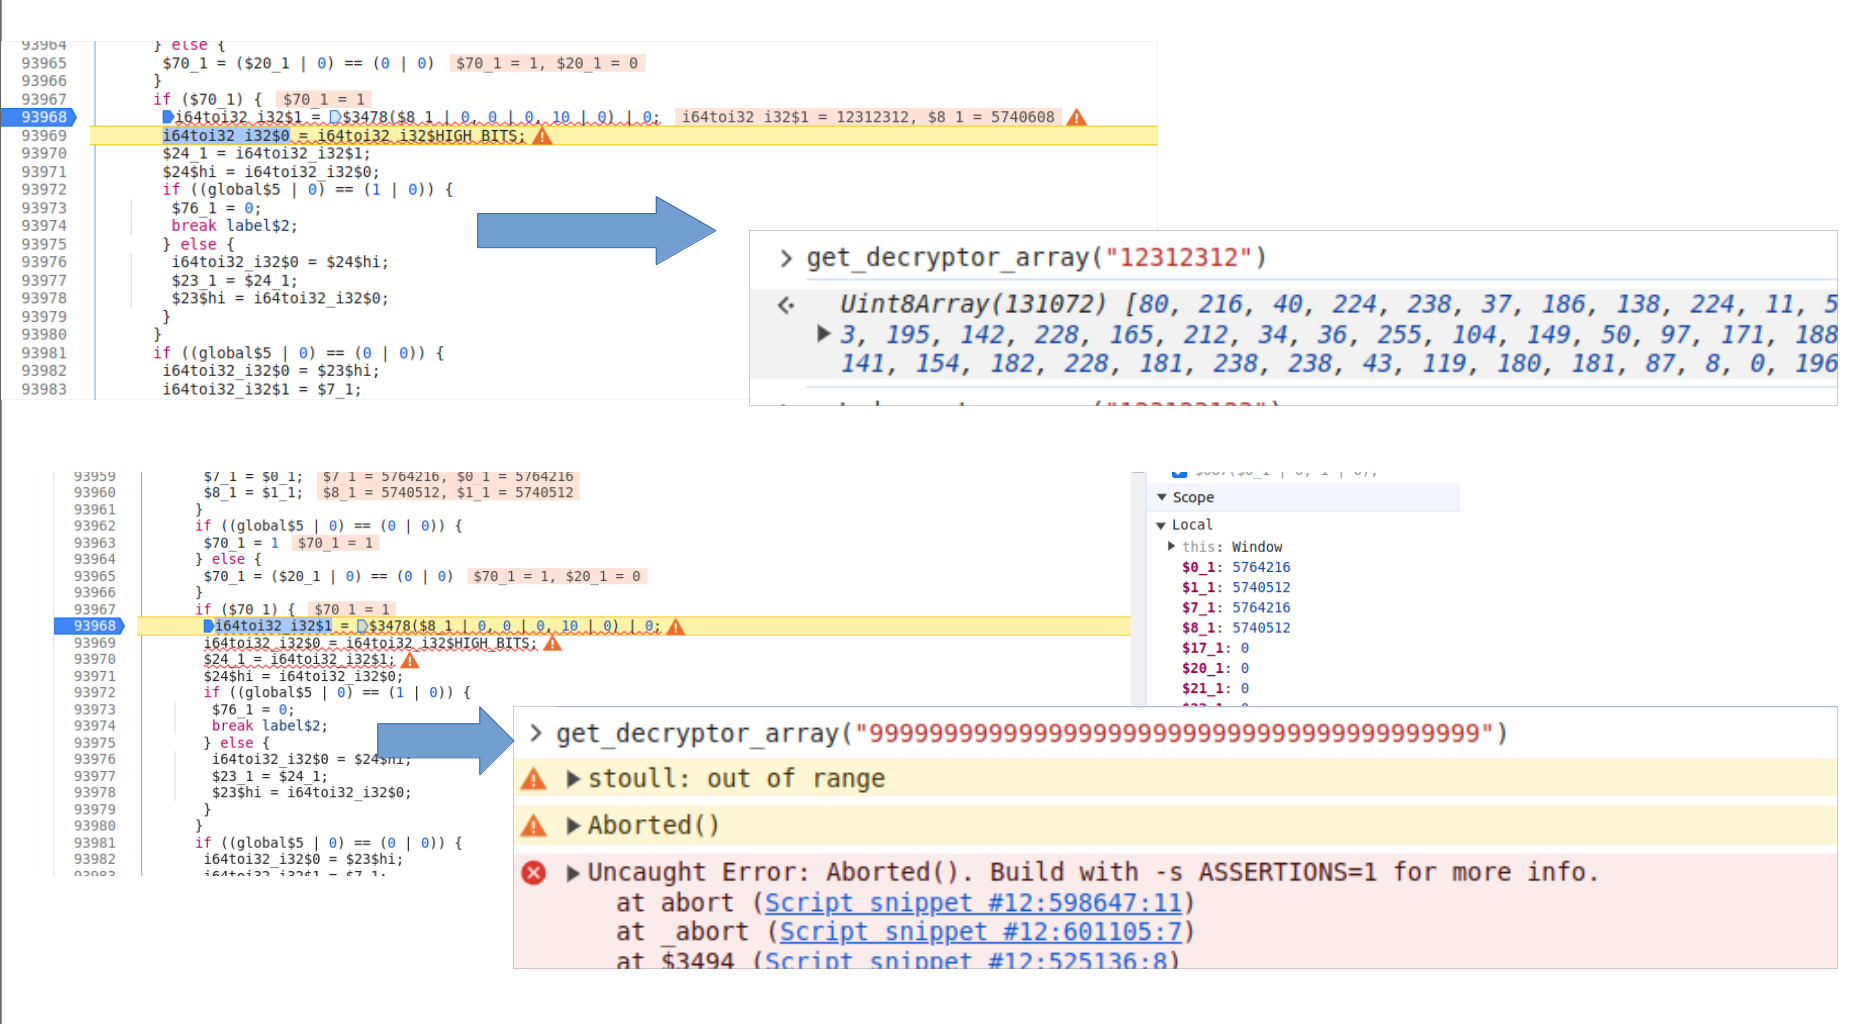 93964 } else {
93965 $70_1 = ($20_1 | 0) == (0 | 0) $70_1 = 1, $20_1 = 0
93966 }
93967 if ($70_1) { $70_1 = 1
93968 i64toi32_i32$1 = $3478($8_1 | 0, 0 | 0, 10 | 0) | 0; i64toi32_i32$1 = 12312312, $8_1 = 5740608
93969 i64toi32_i32$0 = i64toi32_i32$HIGH_BITS;
93970 $24_1 = i64toi32_i32$1;
93971 $24$hi = i64toi32_i32$0;
93972 if ((global$5 | 0) == (1 | 0)) {
93973 $76_1 = 0;
93974 break label$2;
93975 } else {
93976 i64toi32_i32$0 = $24$hi;
93977 $23_1 = $24_1;
93978 $23$hi = i64toi32_i32$0;
93979 }
93980 }
93981 if ((global$5 | 0) == (0 | 0)) {
93982 i64toi32_i32$0 = $23$hi;
93983 i64toi32_i32$1 = $7_1;
> get_decryptor_array("12312312")
Uint8Array(131072) [80, 216, 40, 224, 238, 37, 186, 138, 224, 11, 5
3, 195, 142, 228, 165, 212, 34, 36, 255, 104, 149, 50, 97, 171, 188
141, 154, 182, 228, 181, 238, 238, 43, 119, 180, 181, 87, 8, 0, 196
93959 $7_1 = $0_1; $7_1 = 5764216, $0_1 = 5764216
93960 $8_1 = $1_1; $8_1 = 5740512, $1_1 = 5740512
93961 }
93962 if ((global$5 | 0) == (0 | 0)) {
93963 $70_1 = 1 $70_1 = 1
93964 } else {
93965 $70_1 = ($20_1 | 0) == (0 | 0) $70_1 = 1, $20_1 = 0
93966 }
93967 if ($70_1) { $70_1 = 1
93968 i64toi32_i32$1 = $3478($8_1 | 0, 0 | 0, 10 | 0) | 0;
93969 i64toi32_i32$0 = i64toi32_i32$HIGH_BITS;
93970 $24_1 = i64toi32_i32$1;
93971 $24$hi = i64toi32_i32$0;
93972 if ((global$5 | 0) == (1 | 0)) {
93973 $76_1 = 0;
93974 break label$2;
93975 } else {
93976 i64toi32_i32$0 = $24$hi;
93977 $23_1 = $24_1;
93978 $23$hi = i64toi32_i32$0;
93979 }
93980 }
93981 if ((global$5 | 0) == (0 | 0)) {
93982 i64toi32_i32$0 = $23$hi;
93983 i64toi32_i32$1 = $7_1;
Scope
Local
this: Window
$0_1: 5764216
$1_1: 5740512
$7_1: 5764216
$8_1: 5740512
$17_1: 0
$20_1: 0
$21_1: 0
> get_decryptor_array("99999999999999999999999999999999999999999")
stoull: out of range
Aborted()
Uncaught Error: Aborted(). Build with -s ASSERTIONS=1 for more info.
at abort (Script snippet #12:598647:11)
at _abort (Script snippet #12:601105:7)
at $3494 (Script snippet #12:525136:8)